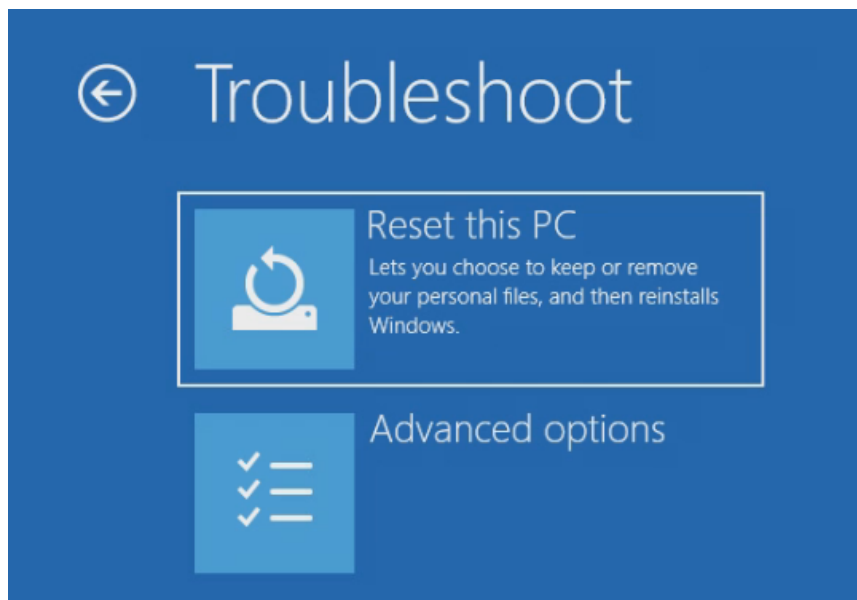 Troubleshoot
Reset this PC
Lets you choose to keep or remove
your personal files, and then reinstalls
Windows.
Advanced options